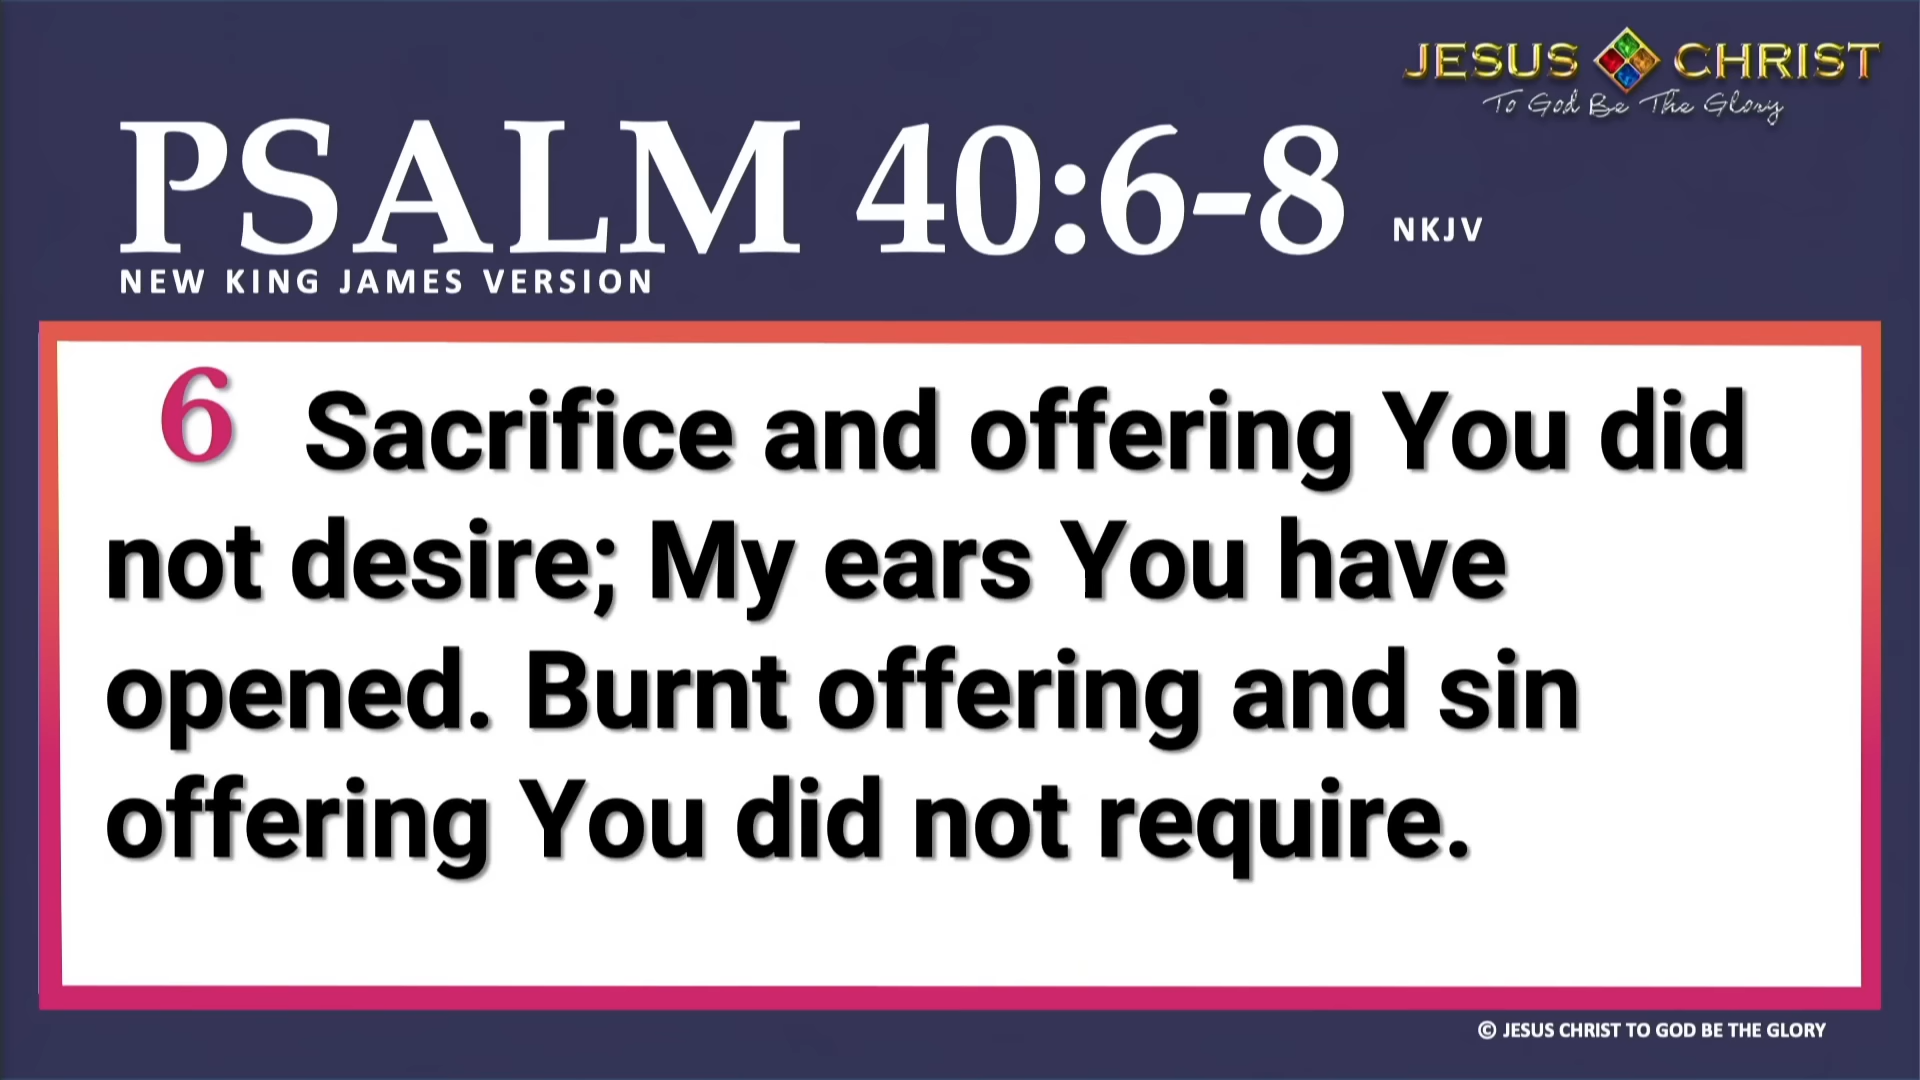 JESUS CHRIST
To God Be The Glory
PSALM 40:6-8 NKJV
NEW KING JAMES VERSION
6 Sacrifice and offering You did
not desire; My ears You have
opened. Burnt offering and sin
offering You did not require.
© JESUS CHRIST TO GOD BE THE GLORY